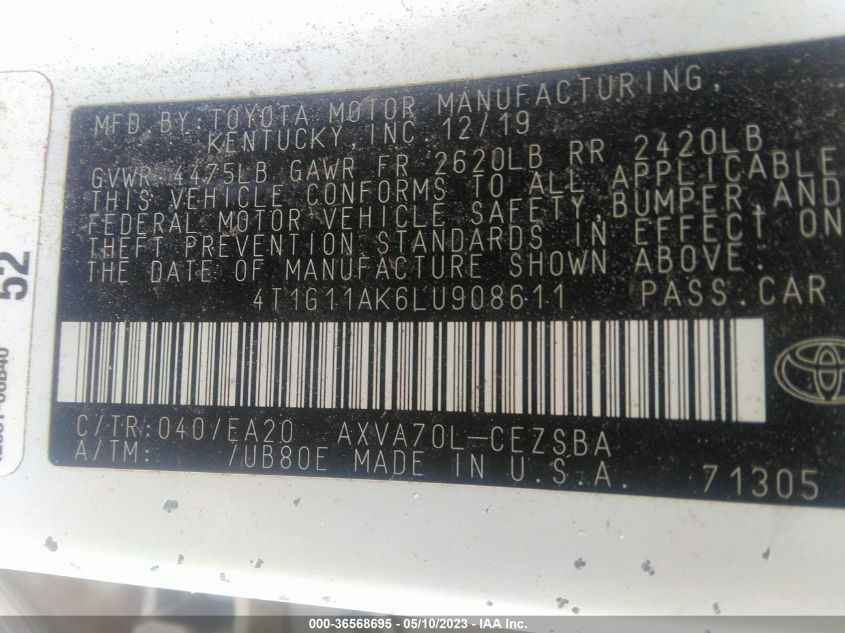 MFD BY: TOYOTA MOTOR MANUFACTURING,
KENTUCKY, INC 12/19
GVWR 4475LB GAWR FR 2620LB RR 2420LB
THIS VEHICLE CONFORMS TO ALL APPLICABLE
FEDERAL MOTOR VEHICLE SAFETY, BUMPER, AND
THEFT PREVENTION STANDARDS IN EFFECT ON
THE DATE OF MANUFACTURE SHOWN ABOVE.
4T1G11AK6LU908611 PASS.CAR
C/TR:040/EA20 AXVA70L-CEZSBA
A/TM: 7UB80E MADE IN U.S.A. 71305
52
000-36568695 - 05/10/2023 - IAA Inc.